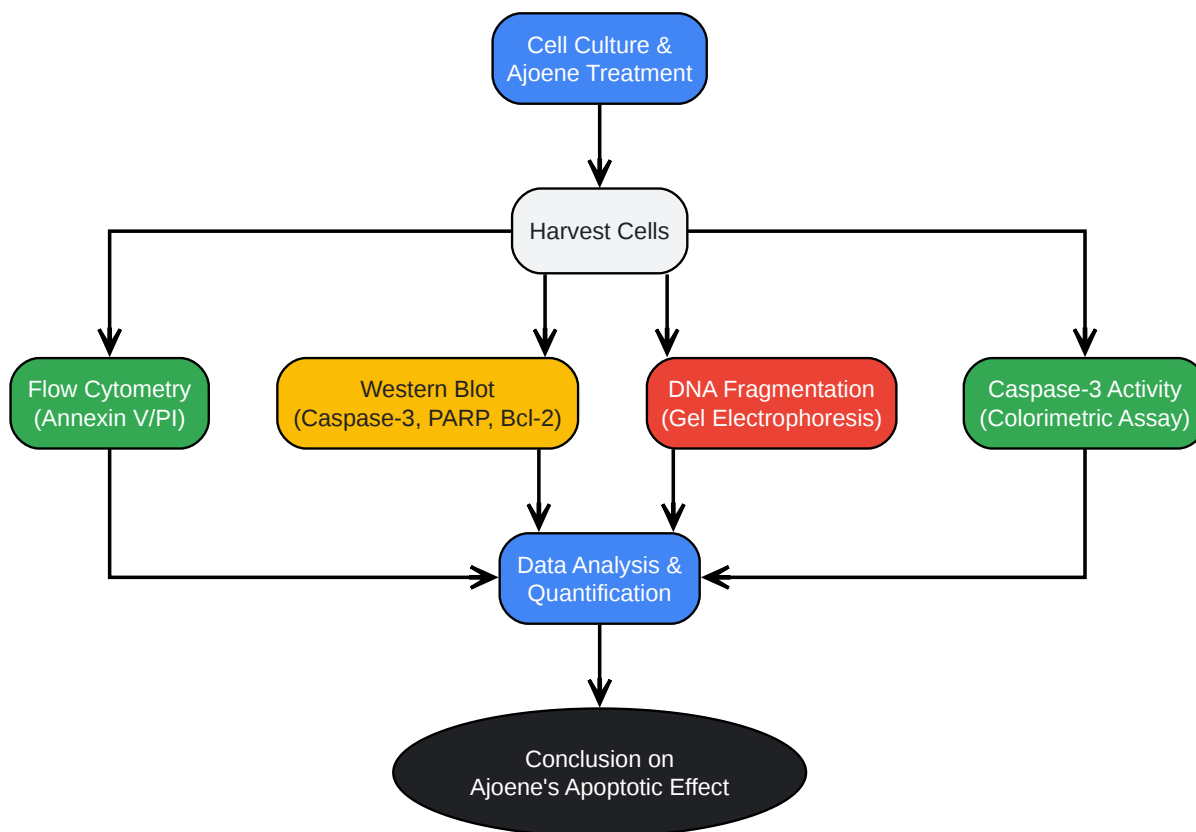 Cell Culture &
Ajoene Treatment
Harvest Cells
Flow Cytometry
(Annexin V/PI)
Western Blot
(Caspase-3, PARP, Bcl-2)
DNA Fragmentation
(Gel Electrophoresis)
Caspase-3 Activity
(Colorimetric Assay)
Data Analysis &
Quantification
Conclusion on
Ajoene's Apoptotic Effect